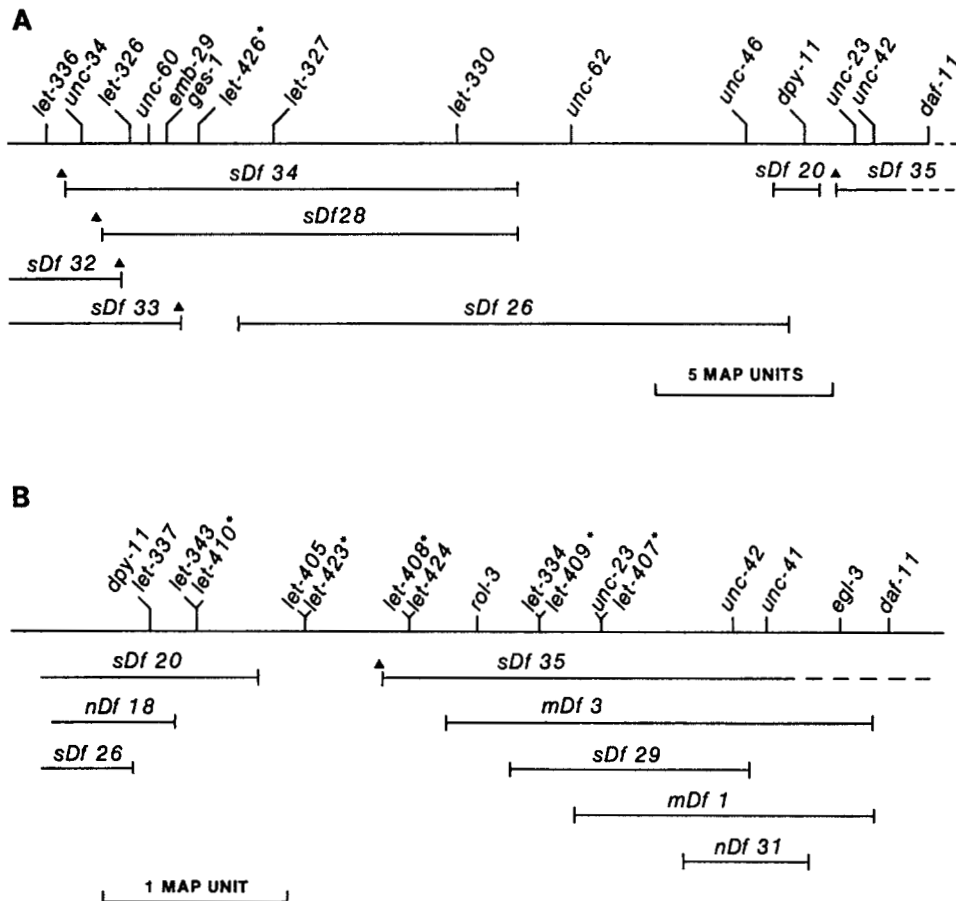 A
let-336
unc-34
let-326
unc-60
emb-29
ges-1
let-426*
let-327
let-330
unc-62
unc-46
dpy-11
unc-23
unc-42
daf-11
sDf 34
sDf 20
sDf 35
sDf28
sDf 32
sDf 33
sDf 26
5 MAP UNITS
B
dpy-11
let-337
let-343
let-410*
let-405
let-423*
let-408*
let-424
rol-3
let-334
let-409*
unc-23
let-407*
unc-42
unc-41
egl-3
daf-11
sDf 20
sDf 35
nDf 18
mDf 3
sDf 26
sDf 29
mDf 1
nDf 31
1 MAP UNIT